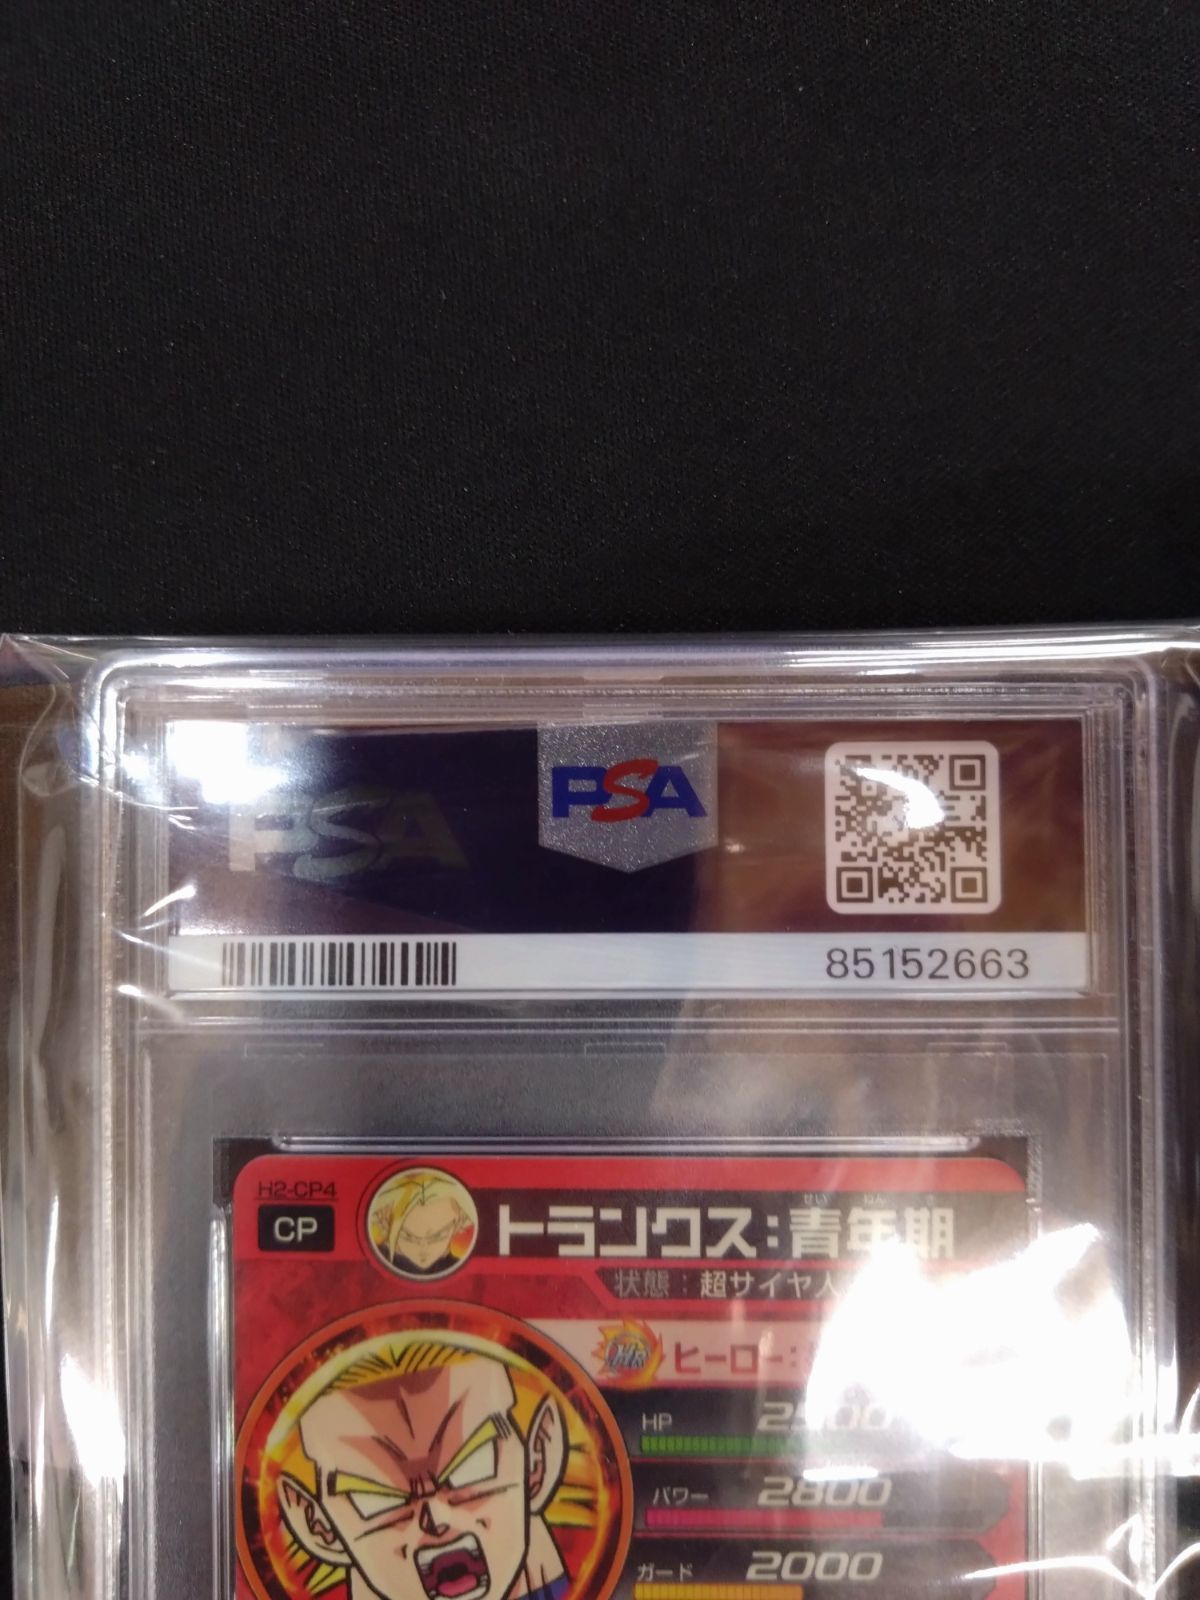 PSA
PSA
85152663
H2-CP4
CP
せい ねん き
トランクス:青年期
状態:超サイヤ人
HR
ヒーロー:
HP 2500
パワー 2800
ガード 2000